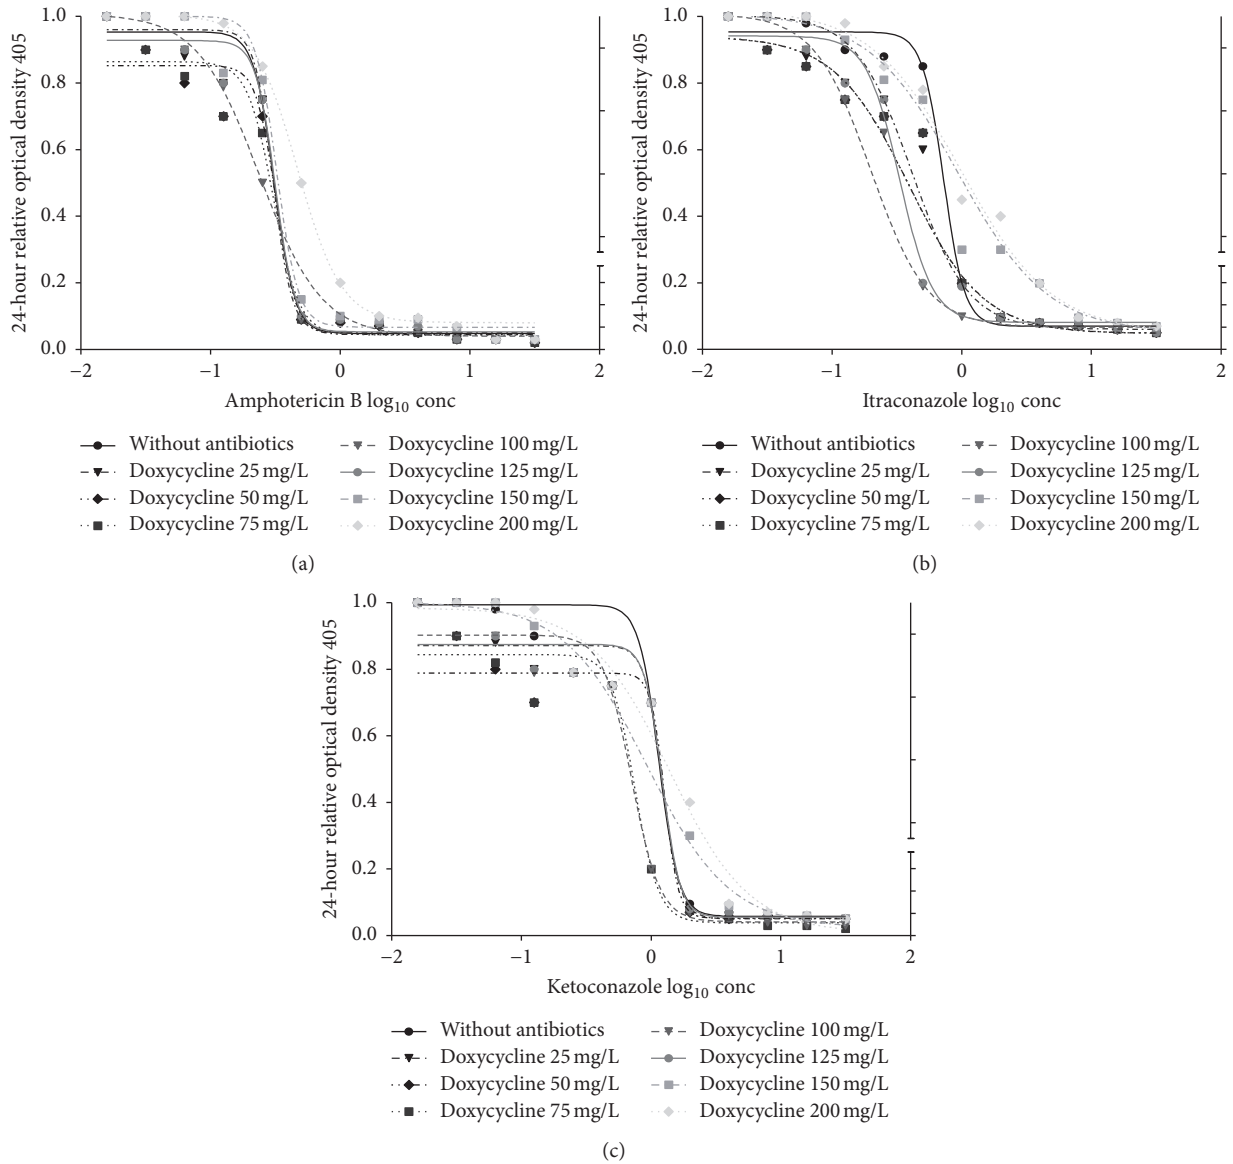 24-hour relative optical density 405
1.0
0.8
0.6
0.4
0.2
0.0
−2 −1 0 1 2
Amphotericin B log10 conc
Without antibiotics
Doxycycline 25 mg/L
Doxycycline 50 mg/L
Doxycycline 75 mg/L
Doxycycline 100 mg/L
Doxycycline 125 mg/L
Doxycycline 150 mg/L
Doxycycline 200 mg/L
(a)
24-hour relative optical density 405
1.0
0.8
0.6
0.4
0.2
0.0
−2 −1 0 1 2
Itraconazole log10 conc
Without antibiotics
Doxycycline 25 mg/L
Doxycycline 50 mg/L
Doxycycline 75 mg/L
Doxycycline 100 mg/L
Doxycycline 125 mg/L
Doxycycline 150 mg/L
Doxycycline 200 mg/L
(b)
24-hour relative optical density 405
1.0
0.8
0.6
0.4
0.2
0.0
−2 −1 0 1 2
Ketoconazole log10 conc
Without antibiotics
Doxycycline 25 mg/L
Doxycycline 50 mg/L
Doxycycline 75 mg/L
Doxycycline 100 mg/L
Doxycycline 125 mg/L
Doxycycline 150 mg/L
Doxycycline 200 mg/L
(c)